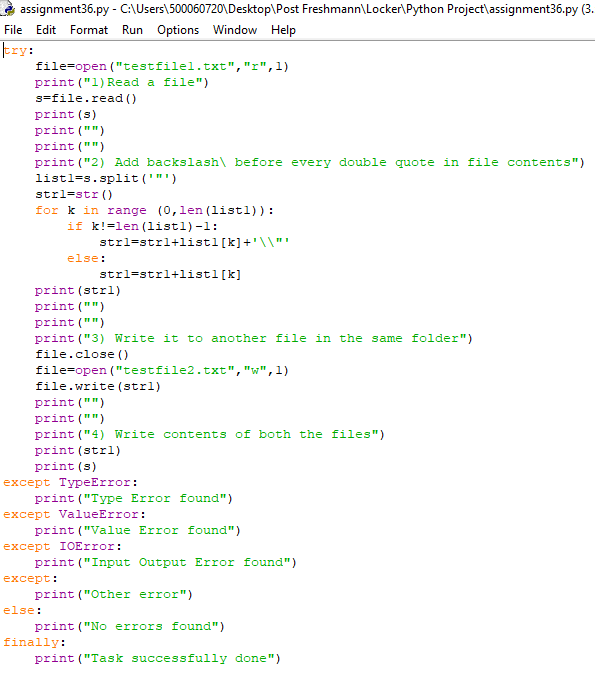 assignment36.py - C:\Users\500060720\Desktop\Post Freshmann\Locker\Python Project\assignment36.py (3.
File Edit Format Run Options Window Help
try:
    file=open("testfile1.txt","r",1)
    print("1)Read a file")
    s=file.read()
    print(s)
    print("")
    print("")
    print("2) Add backslash\ before every double quote in file contents")
    list1=s.split('"')
    str1=str()
    for k in range (0,len(list1)):
        if k!=len(list1)-1:
            str1=str1+list1[k]+'\\"'
        else:
            str1=str1+list1[k]
    print(str1)
    print("")
    print("")
    print("3) Write it to another file in the same folder")
    file.close()
    file=open("testfile2.txt","w",1)
    file.write(str1)
    print("")
    print("")
    print("4) Write contents of both the files")
    print(str1)
    print(s)
except TypeError:
    print("Type Error found")
except ValueError:
    print("Value Error found")
except IOError:
    print("Input Output Error found")
except:
    print("Other error")
else:
    print("No errors found")
finally:
    print("Task successfully done")